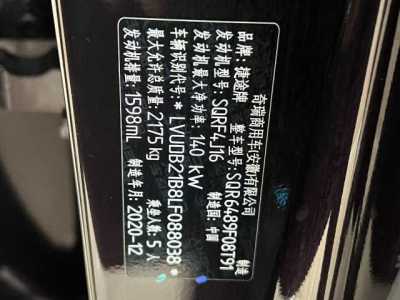 奇瑞商用车(安徽)有限公司
品牌:捷途牌 整车型号:SQR6489F08191
发动机型号:SQRF4J16 制造国:中国
发动机最大净功率:140 kW
车辆识别代号:*LVUDB21B8LF088038*
最大允许总质量:2175kg 乘坐人数:5人
发动机排量:1598mL 制造年月:2020-12